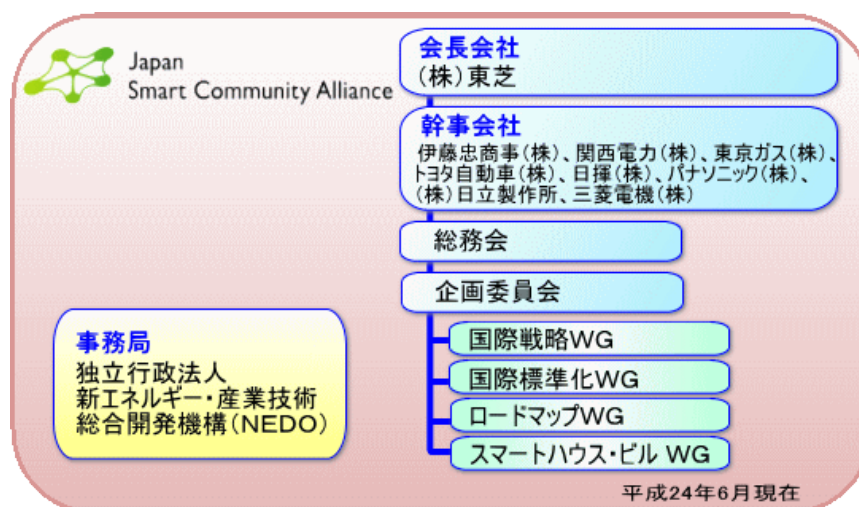 Japan
Smart Community Alliance
会長会社
(株)東芝
幹事会社
伊藤忠商事(株)、関西電力(株)、東京ガス(株)、
トヨタ自動車(株)、日揮(株)、パナソニック(株)、
(株)日立製作所、三菱電機(株)
総務会
企画委員会
国際戦略WG
国際標準化WG
ロードマップWG
スマートハウス・ビル WG
事務局
独立行政法人
新エネルギー・産業技術
総合開発機構(NEDO)
平成24年6月現在